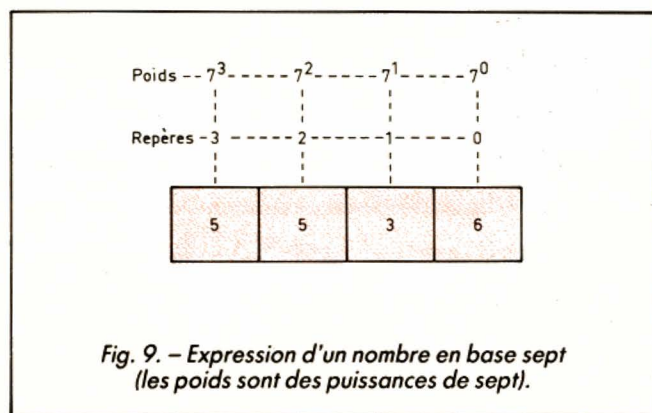 Poids -- 7³ ----- 7² ----- 7¹ ----- 7⁰
Repères -3 ----- 2 ----- 1 ----- 0
5 5 3 6
Fig. 9. – Expression d'un nombre en base sept
(les poids sont des puissances de sept).